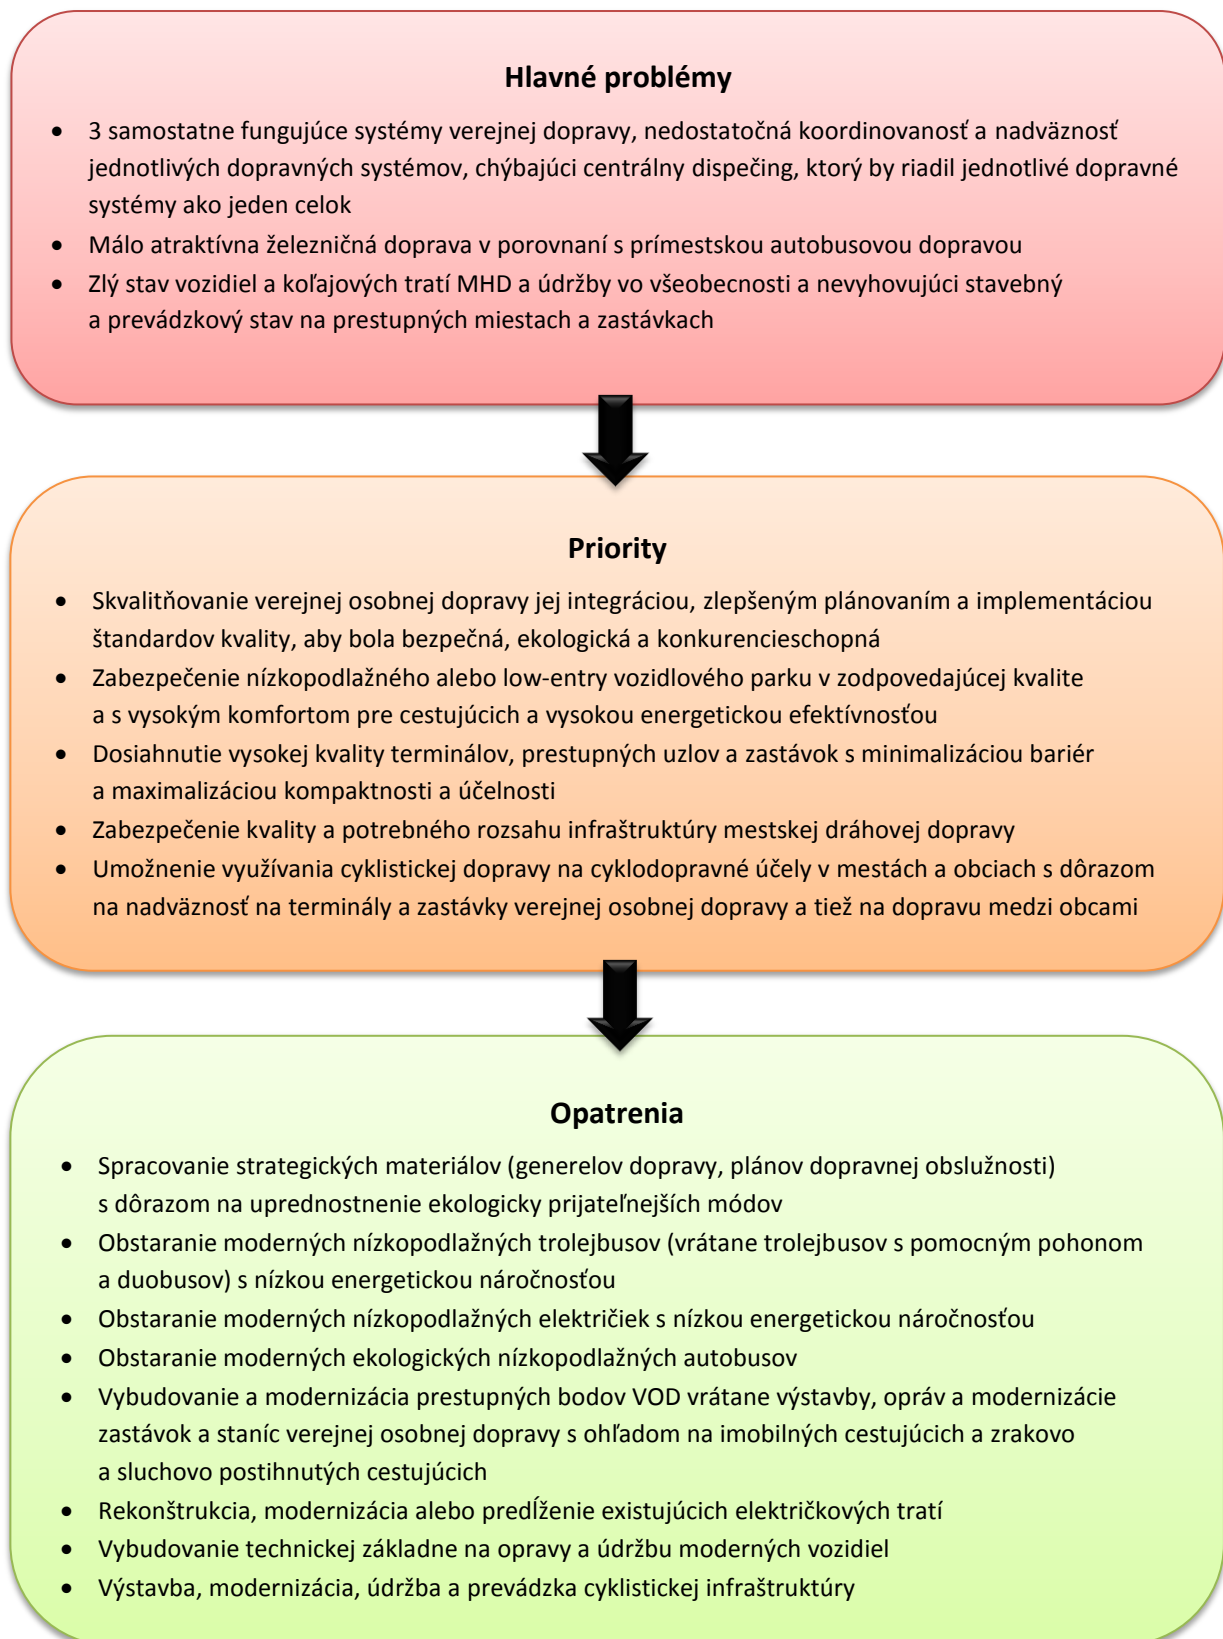 Hlavné problémy
• 3 samostatne fungujúce systémy verejnej dopravy, nedostatočná koordinovanosť a nadväznosť
jednotlivých dopravných systémov, chýbajúci centrálny dispečing, ktorý by riadil jednotlivé dopravné
systémy ako jeden celok
• Málo atraktívna železničná doprava v porovnaní s prímestskou autobusovou dopravou
• Zlý stav vozidiel a koľajových tratí MHD a údržby vo všeobecnosti a nevyhovujúci stavebný
a prevádzkový stav na prestupných miestach a zastávkach
Priority
• Skvalitňovanie verejnej osobnej dopravy jej integráciou, zlepšeným plánovaním a implementáciou
štandardov kvality, aby bola bezpečná, ekologická a konkurencieschopná
• Zabezpečenie nízkopodlažného alebo low-entry vozidlového parku v zodpovedajúcej kvalite
a s vysokým komfortom pre cestujúcich a vysokou energetickou efektívnosťou
• Dosiahnutie vysokej kvality terminálov, prestupných uzlov a zastávok s minimalizáciou bariér
a maximalizáciou kompaktnosti a účelnosti
• Zabezpečenie kvality a potrebného rozsahu infraštruktúry mestskej dráhovej dopravy
• Umožnenie využívania cyklistickej dopravy na cyklodopravné účely v mestách a obciach s dôrazom
na nadväznosť na terminály a zastávky verejnej osobnej dopravy a tiež na dopravu medzi obcami
Opatrenia
• Spracovanie strategických materiálov (generelov dopravy, plánov dopravnej obslužnosti)
s dôrazom na uprednostnenie ekologicky prijateľnejších módov
• Obstaranie moderných nízkopodlažných trolejbusov (vrátane trolejbusov s pomocným pohonom
a duobusov) s nízkou energetickou náročnosťou
• Obstaranie moderných nízkopodlažných električiek s nízkou energetickou náročnosťou
• Obstaranie moderných ekologických nízkopodlažných autobusov
• Vybudovanie a modernizácia prestupných bodov VOD vrátane výstavby, opráv a modernizácie
zastávok a staníc verejnej osobnej dopravy s ohľadom na imobilných cestujúcich a zrakovo
a sluchovo postihnutých cestujúcich
• Rekonštrukcia, modernizácia alebo predĺženie existujúcich električkových tratí
• Vybudovanie technickej základne na opravy a údržbu moderných vozidiel
• Výstavba, modernizácia, údržba a prevádzka cyklistickej infraštruktúry